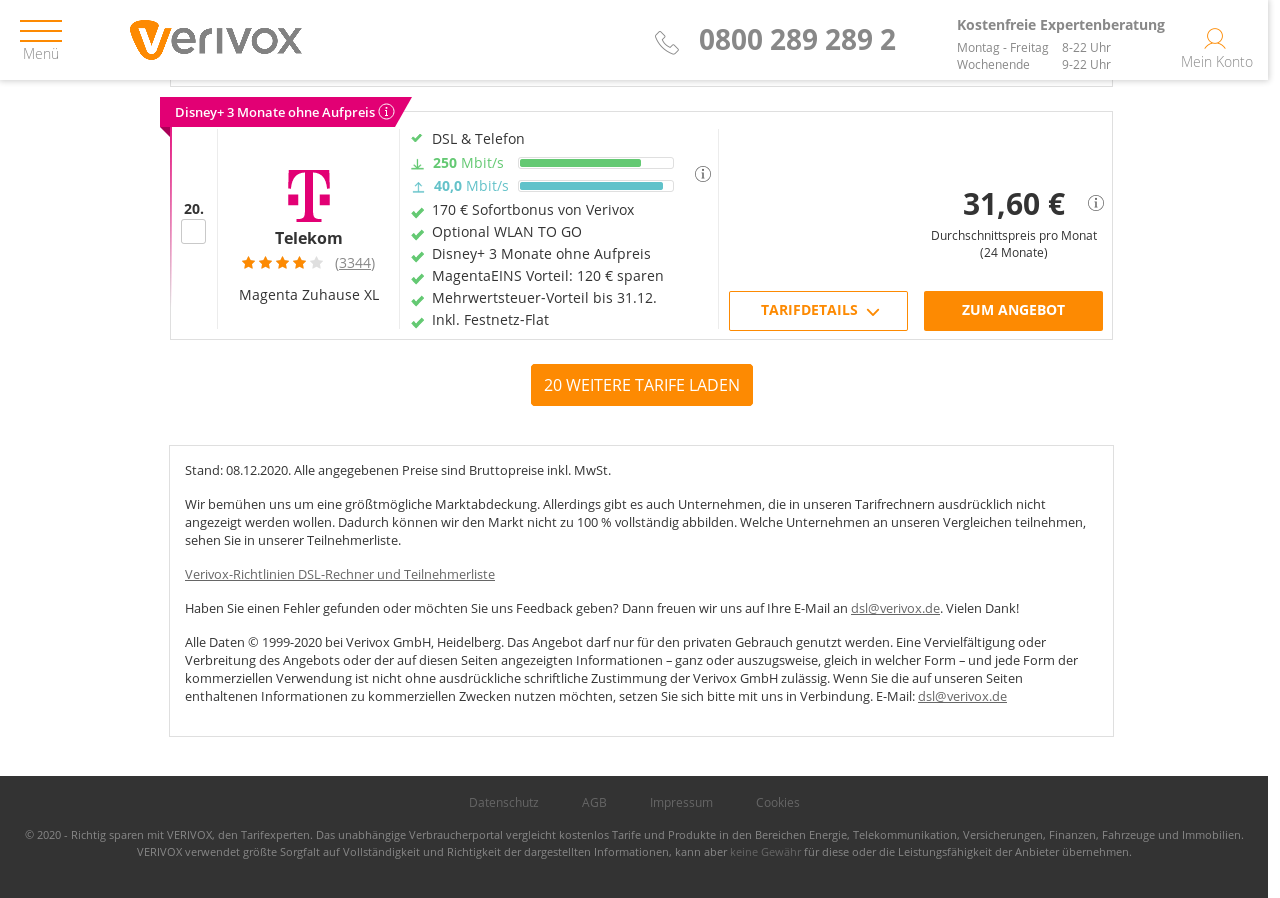 Menü
Verivox
0800 289 289 2
Kostenfreie Expertenberatung
Montag - Freitag 8-22 Uhr
Wochenende 9-22 Uhr
Mein Konto
Disney+ 3 Monate ohne Aufpreis
20.
Telekom
(3344)
Magenta Zuhause XL
DSL & Telefon
250 Mbit/s
40,0 Mbit/s
170 € Sofortbonus von Verivox
Optional WLAN TO GO
Disney+ 3 Monate ohne Aufpreis
MagentaEINS Vorteil: 120 € sparen
Mehrwertsteuer-Vorteil bis 31.12.
Inkl. Festnetz-Flat
31,60 €
Durchschnittspreis pro Monat
(24 Monate)
TARIFDETAILS
ZUM ANGEBOT
20 WEITERE TARIFE LADEN
Stand: 08.12.2020. Alle angegebenen Preise sind Bruttopreise inkl. MwSt.
Wir bemühen uns um eine größtmögliche Marktabdeckung. Allerdings gibt es auch Unternehmen, die in unseren Tarifrechnern ausdrücklich nicht
angezeigt werden wollen. Dadurch können wir den Markt nicht zu 100 % vollständig abbilden. Welche Unternehmen an unseren Vergleichen teilnehmen,
sehen Sie in unserer Teilnehmerliste.
Verivox-Richtlinien DSL-Rechner und Teilnehmerliste
Haben Sie einen Fehler gefunden oder möchten Sie uns Feedback geben? Dann freuen wir uns auf Ihre E-Mail an dsl@verivox.de. Vielen Dank!
Alle Daten © 1999-2020 bei Verivox GmbH, Heidelberg. Das Angebot darf nur für den privaten Gebrauch genutzt werden. Eine Vervielfältigung oder
Verbreitung des Angebots oder der auf diesen Seiten angezeigten Informationen – ganz oder auszugsweise, gleich in welcher Form – und jede Form der
kommerziellen Verwendung ist nicht ohne ausdrückliche schriftliche Zustimmung der Verivox GmbH zulässig. Wenn Sie die auf unseren Seiten
enthaltenen Informationen zu kommerziellen Zwecken nutzen möchten, setzen Sie sich bitte mit uns in Verbindung. E-Mail: dsl@verivox.de
Datenschutz AGB Impressum Cookies
© 2020 - Richtig sparen mit VERIVOX, den Tarifexperten. Das unabhängige Verbraucherportal vergleicht kostenlos Tarife und Produkte in den Bereichen Energie, Telekommunikation, Versicherungen, Finanzen, Fahrzeuge und Immobilien.
VERIVOX verwendet größte Sorgfalt auf Vollständigkeit und Richtigkeit der dargestellten Informationen, kann aber keine Gewähr für diese oder die Leistungsfähigkeit der Anbieter übernehmen.